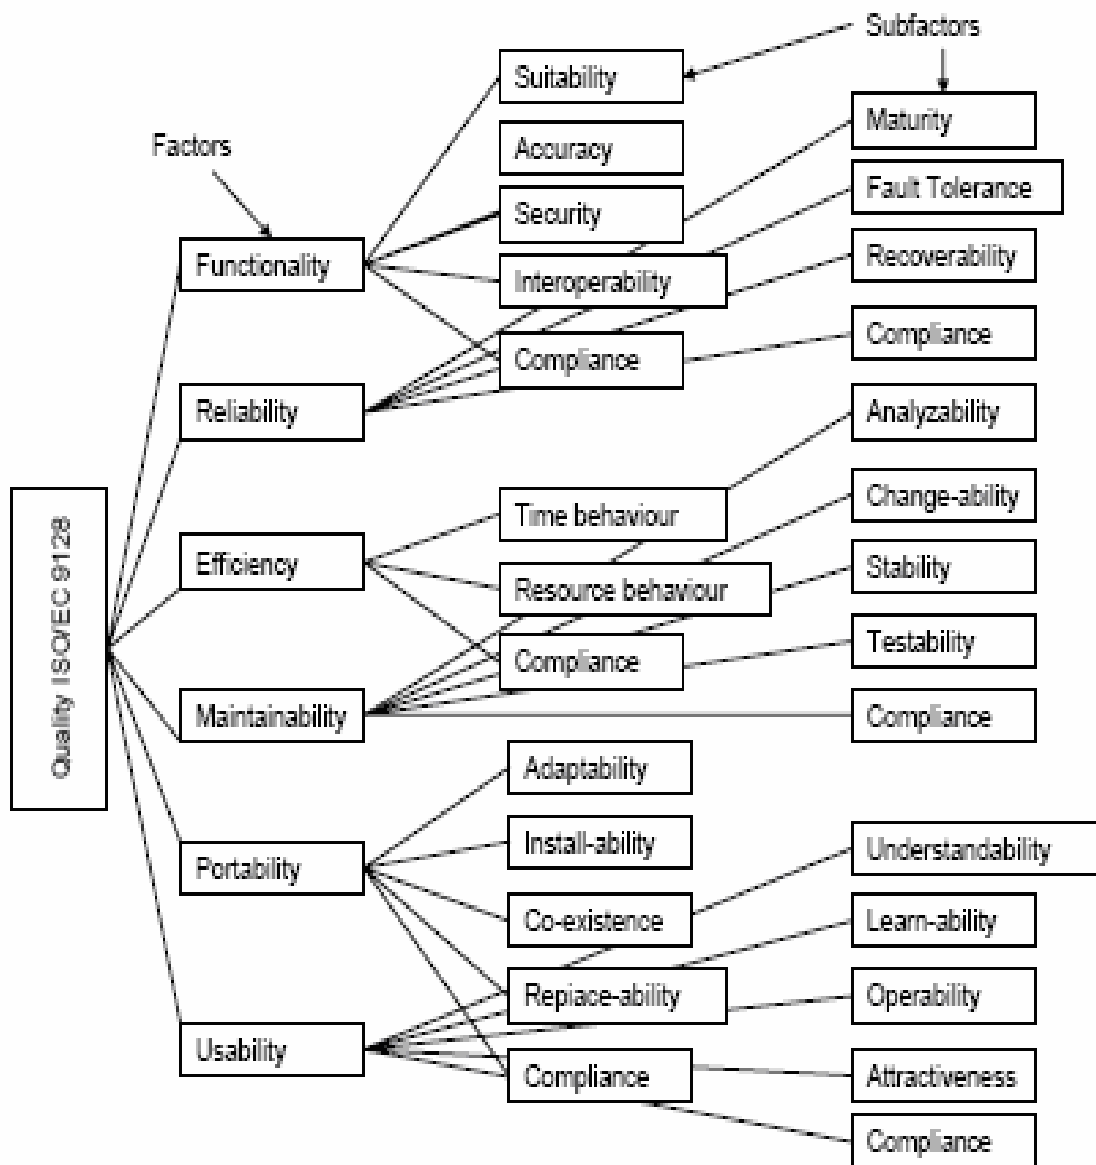 Subfactors
Suitability
Maturity
Factors
Accuracy
Fault Tolerance
Security
Functionality
Recoverability
Interoperability
Compliance
Compliance
Reliability
Analyzability
Quality ISO/EC 9128
Time behaviour
Change-ability
Efficiency
Resource behaviour
Stability
Compliance
Testability
Maintainability
Compliance
Adaptability
Install-ability
Understandability
Portability
Co-existence
Learn-ability
Repiace-ability
Operability
Usability
Compliance
Attractiveness
Compliance